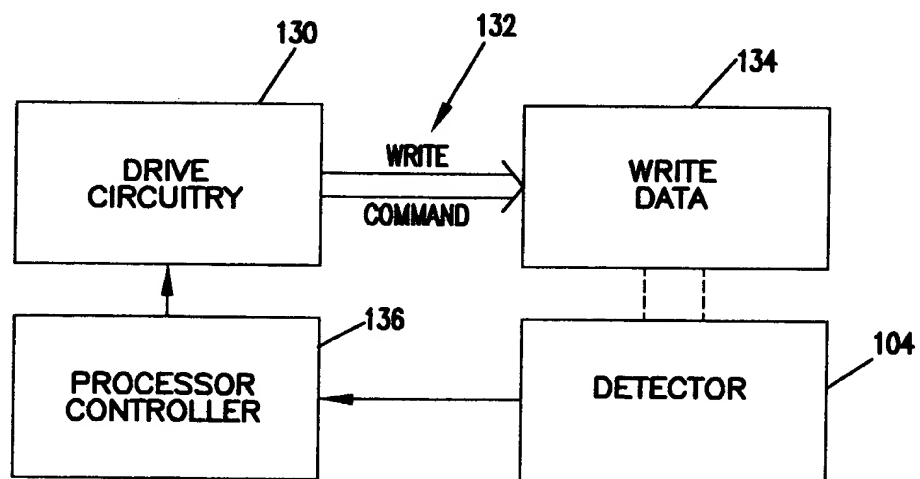 130
132
134
DRIVE
CIRCUITRY
WRITE
COMMAND
WRITE
DATA
136
104
PROCESSOR
CONTROLLER
DETECTOR